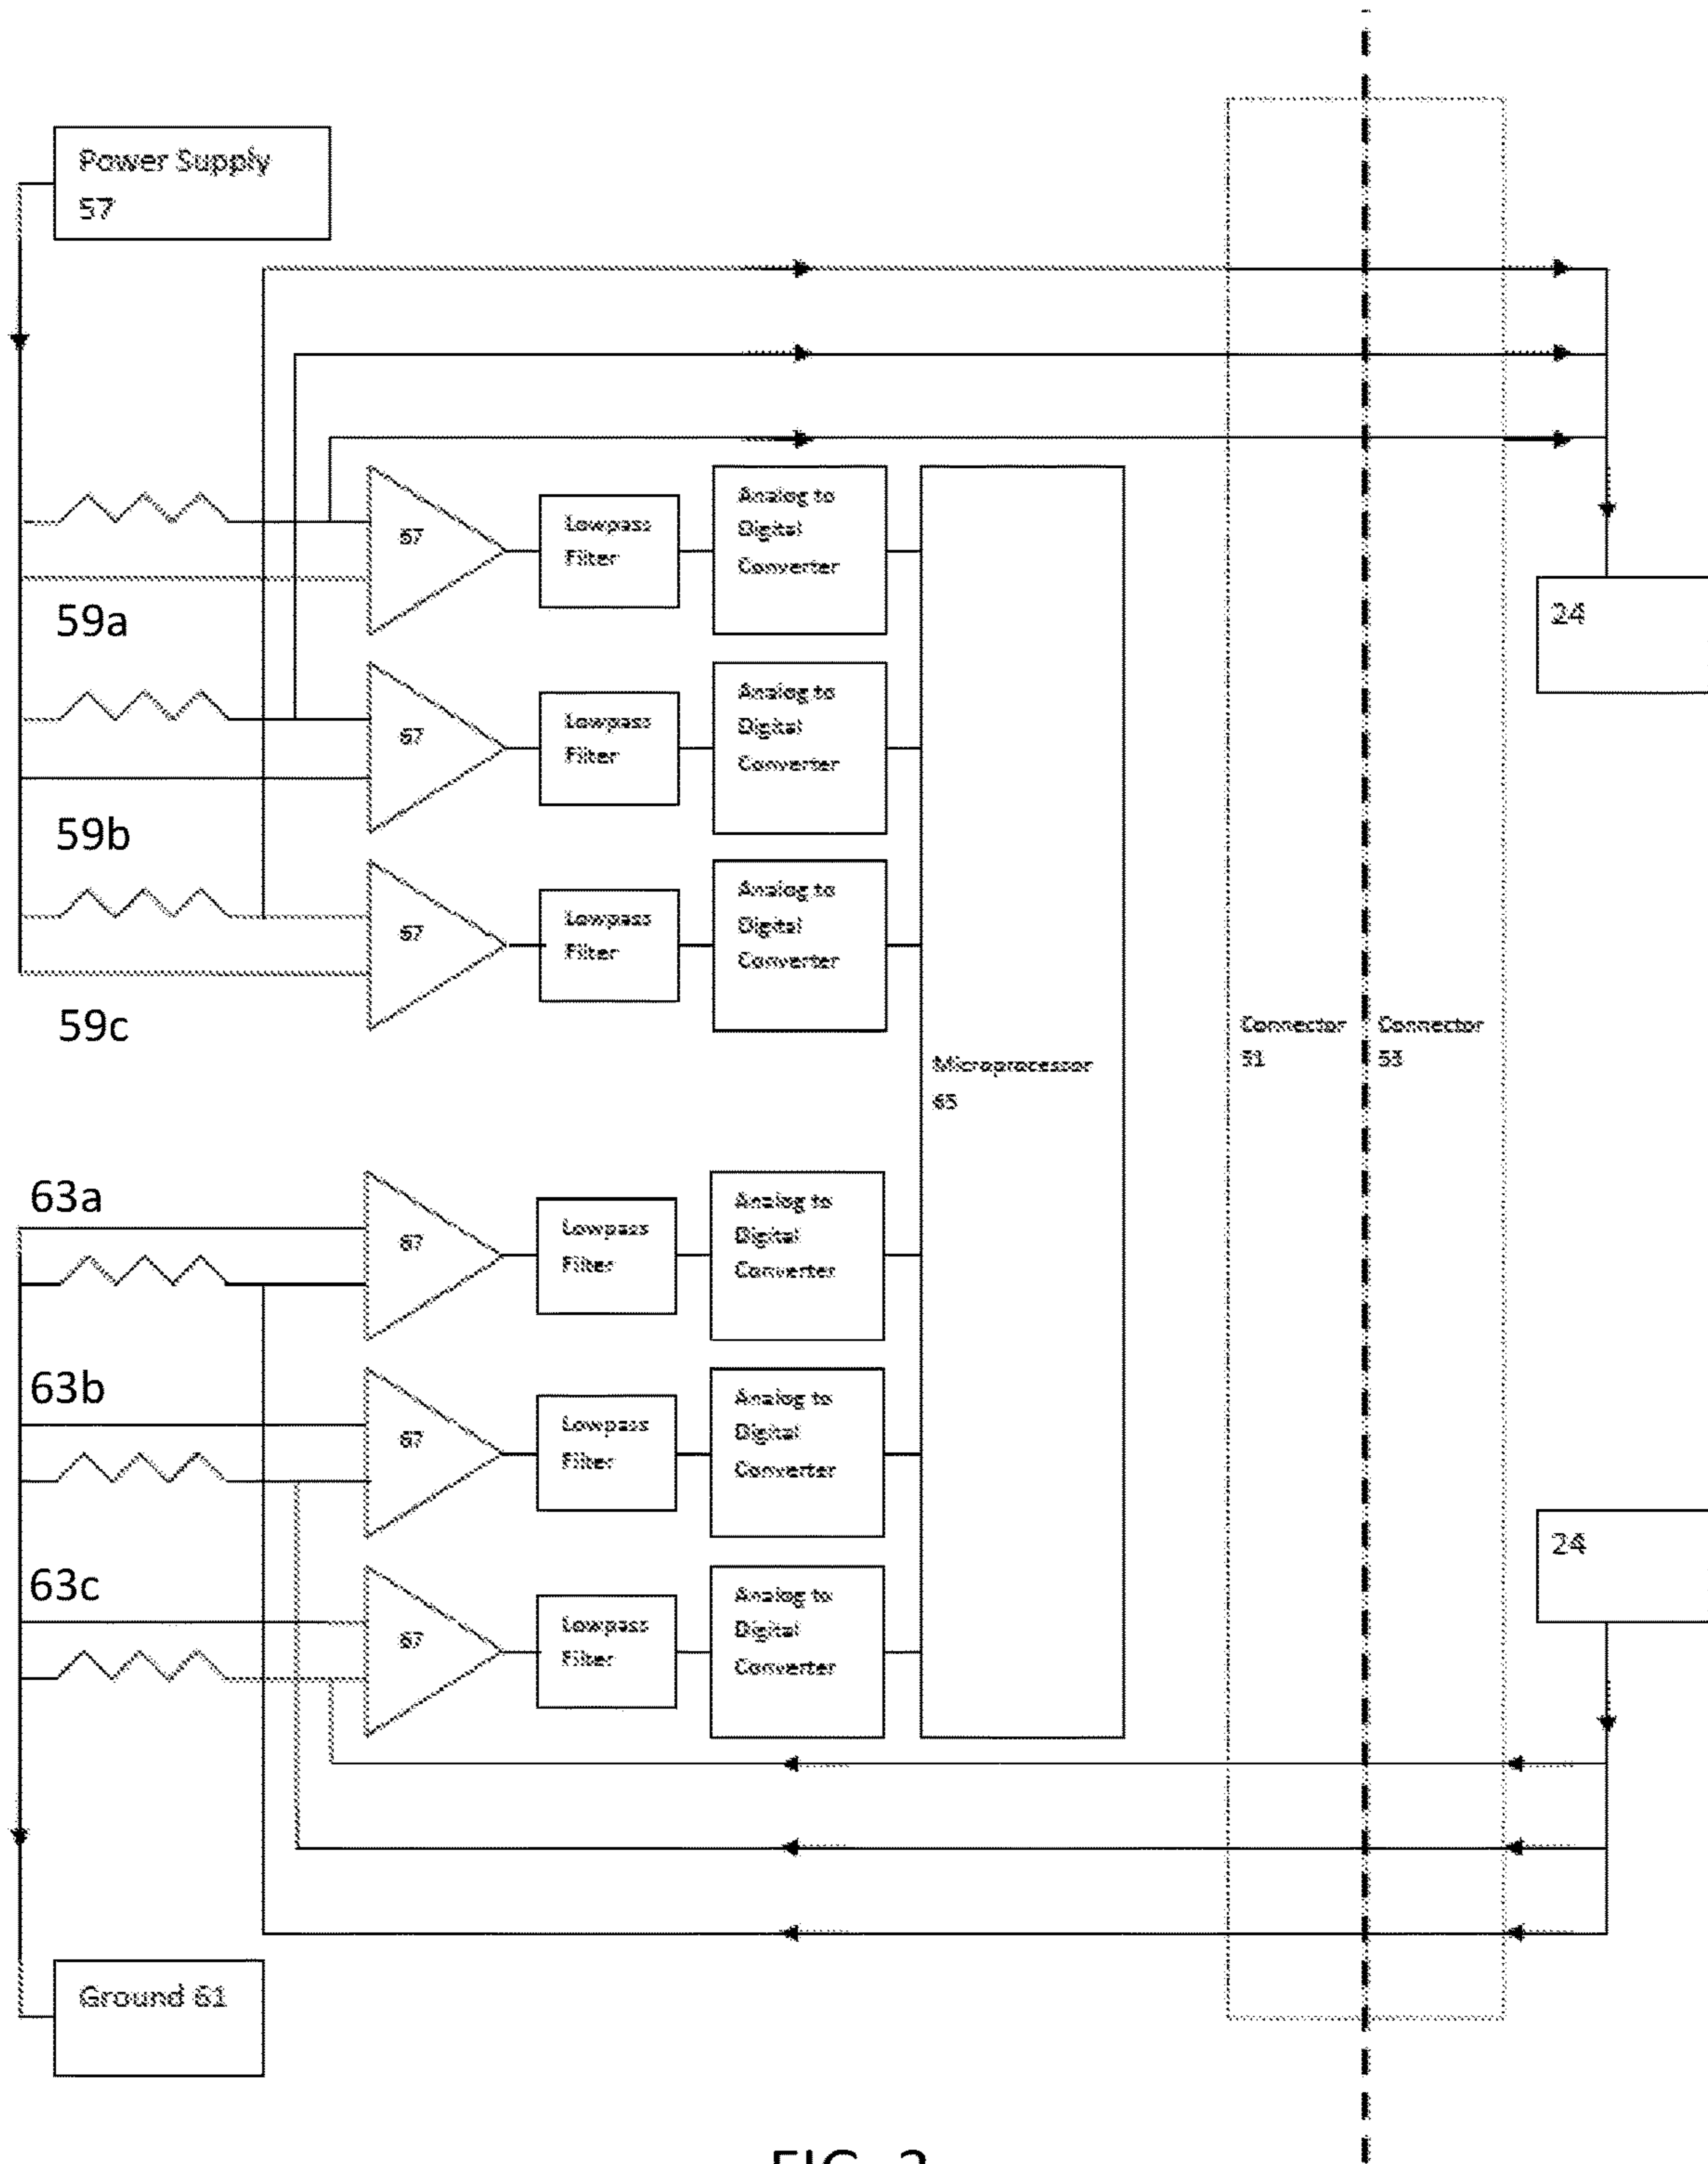 Power Supply
57
67
Lowpass
Filter
Analog to
Digital
Converter
59a
24
67
Lowpass
Filter
Analog to
Digital
Converter
59b
67
Lowpass
Filter
Analog to
Digital
Converter
59c
Microprocessor
65
Connector
51
Connector
53
63a
67
Lowpass
Filter
Analog to
Digital
Converter
63b
67
Lowpass
Filter
Analog to
Digital
Converter
24
63c
67
Lowpass
Filter
Analog to
Digital
Converter
Ground 61